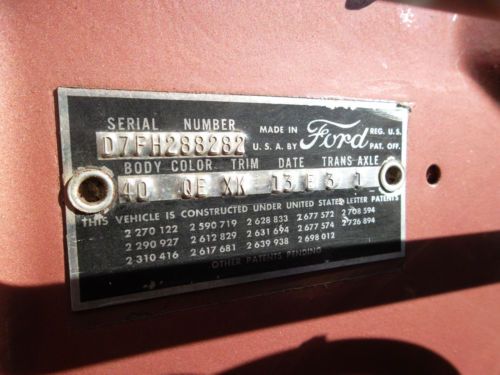 SERIAL NUMBER
D7FH288282
MADE IN
U.S.A. BY
Ford
REG. U.S.
PAT. OFF.
BODY COLOR TRIM DATE TRANS-AXLE
40 QE XK 13E 3 1
THIS VEHICLE IS CONSTRUCTED UNDER UNITED STATES LESTER PATENTS
2 270 122 2 590 719 2 628 833 2 677 572 2 708 594
2 290 927 2 612 829 2 631 694 2 677 574 2 726 894
2 310 416 2 617 681 2 639 938 2 698 012
OTHER PATENTS PENDING